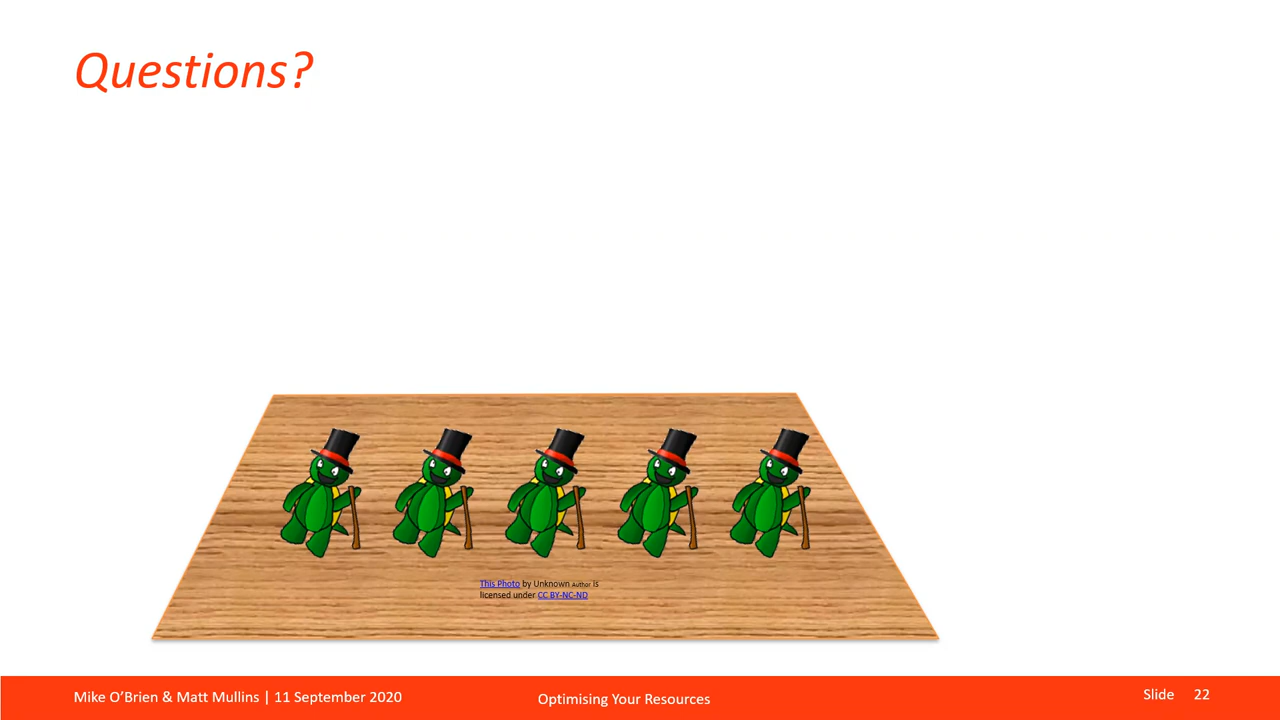 Questions?
This Photo by Unknown Author is
licensed under CC BY-NC-ND
Mike O'Brien & Matt Mullins | 11 September 2020
Optimising Your Resources
Slide 22